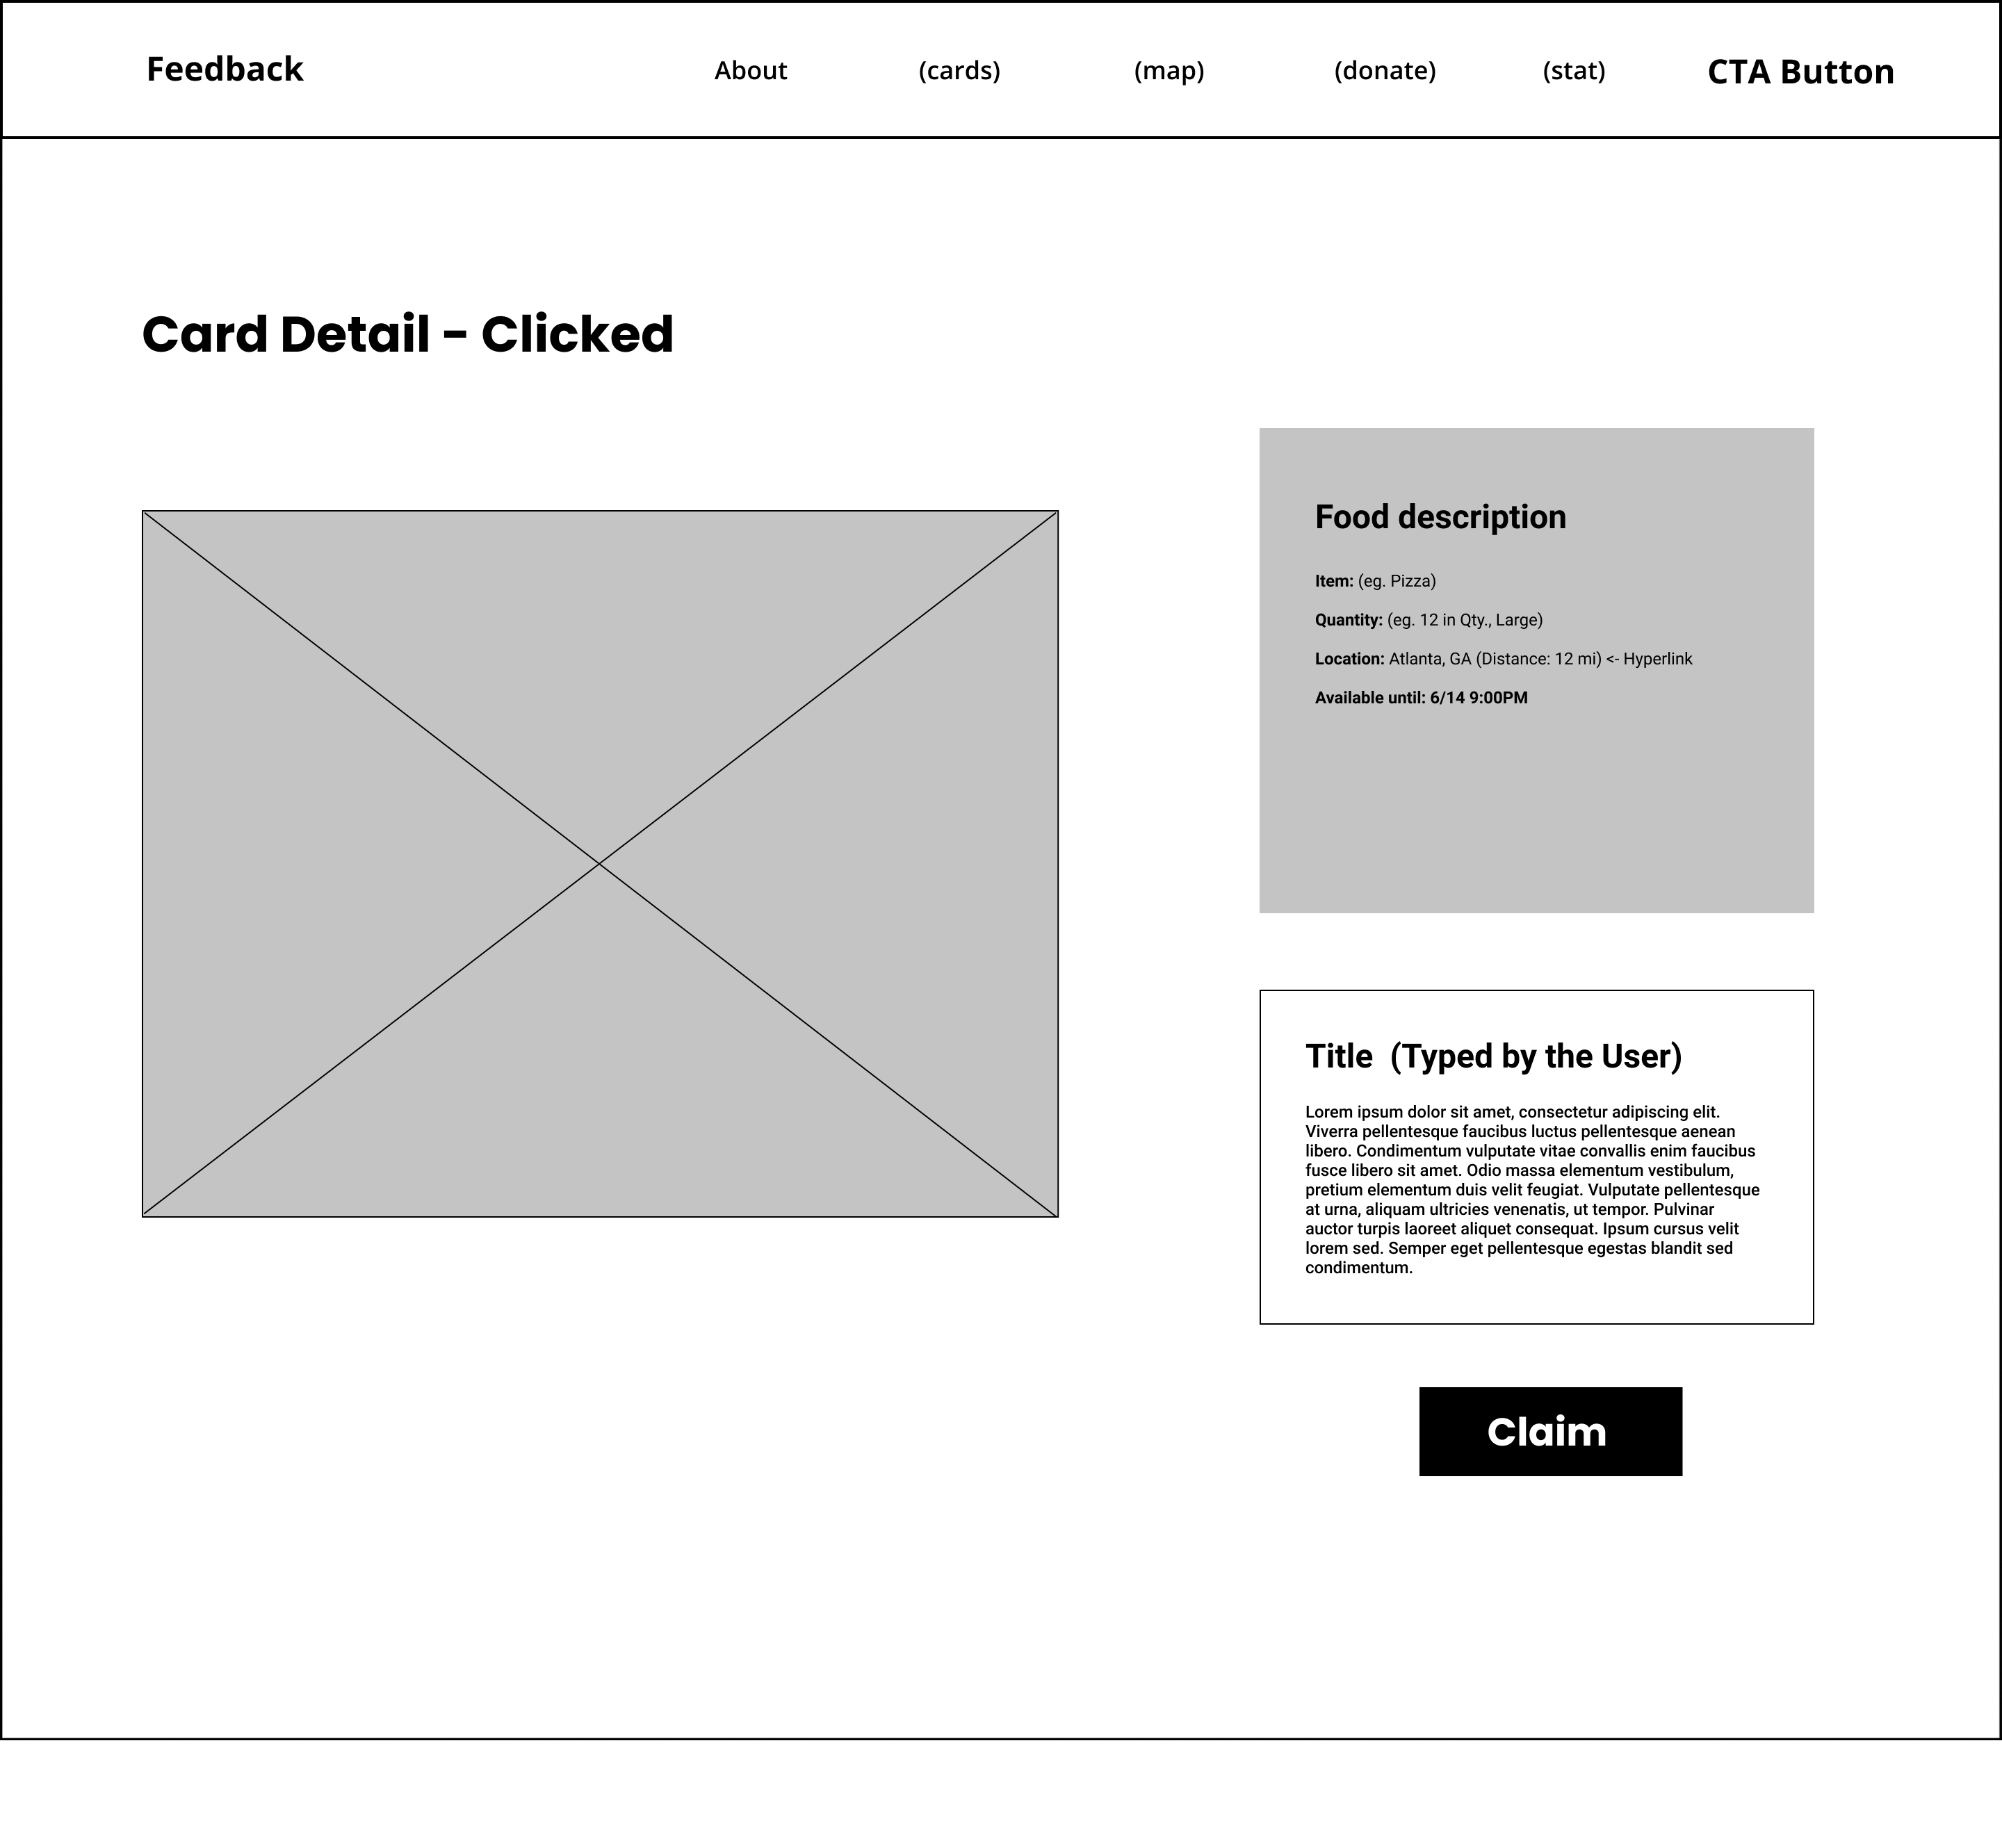 Feedback
About
(cards)
(map)
(donate)
(stat)
CTA Button
Card Detail - Clicked
Food description
Item: (eg. Pizza)
Quantity: (eg. 12 in Qty., Large)
Location: Atlanta, GA (Distance: 12 mi) <- Hyperlink
Available until: 6/14 9:00PM
Title  (Typed by the User)
Lorem ipsum dolor sit amet, consectetur adipiscing elit.
Viverra pellentesque faucibus luctus pellentesque aenean
libero. Condimentum vulputate vitae convallis enim faucibus
fusce libero sit amet. Odio massa elementum vestibulum,
pretium elementum duis velit feugiat. Vulputate pellentesque
at urna, aliquam ultricies venenatis, ut tempor. Pulvinar
auctor turpis laoreet aliquet consequat. Ipsum cursus velit
lorem sed. Semper eget pellentesque egestas blandit sed
condimentum.
Claim